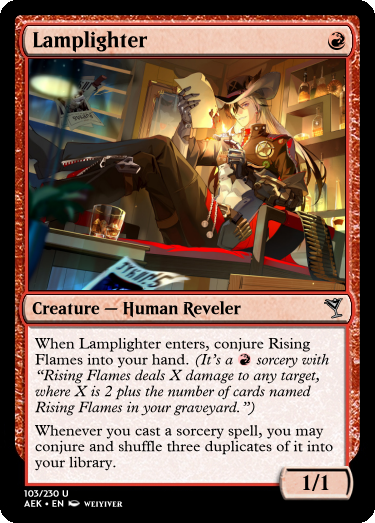 Lamplighter
Creature — Human Reveler
When Lamplighter enters, conjure Rising
Flames into your hand. (It's a sorcery with
“Rising Flames deals X damage to any target,
where X is 2 plus the number of cards named
Rising Flames in your graveyard.”)
Whenever you cast a sorcery spell, you may
conjure and shuffle three duplicates of it into
your library.
1/1
103/230 U
AEK • EN WEIYIVER